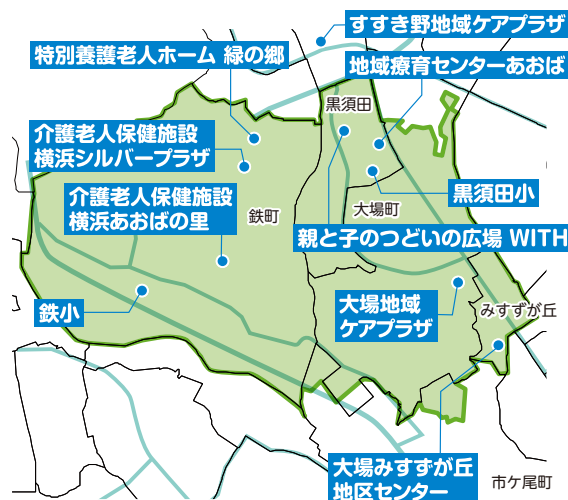 すすき野地域ケアプラザ
特別養護老人ホーム 緑の郷
地域療育センターあおば
黒須田
介護老人保健施設
横浜シルバープラザ
黒須田小
介護老人保健施設
横浜あおばの里
鉄町
大場町
親と子のつどいの広場 WITH
鉄小
大場地域
ケアプラザ
みすずが丘
大場みすずが丘
地区センター
市ケ尾町